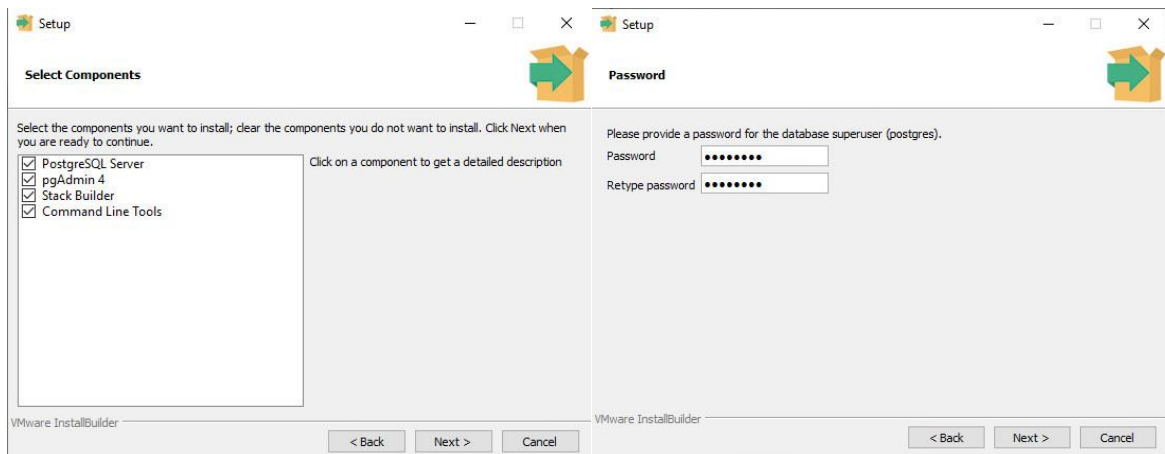 Setup
Select Components
Select the components you want to install; clear the components you do not want to install. Click Next when
you are ready to continue.
PostgreSQL Server
pgAdmin 4
Stack Builder
Command Line Tools
Click on a component to get a detailed description
VMware InstallBuilder
< Back
Next >
Cancel
Setup
Password
Please provide a password for the database superuser (postgres).
Password ••••••••
Retype password ••••••••
VMware InstallBuilder
< Back
Next >
Cancel